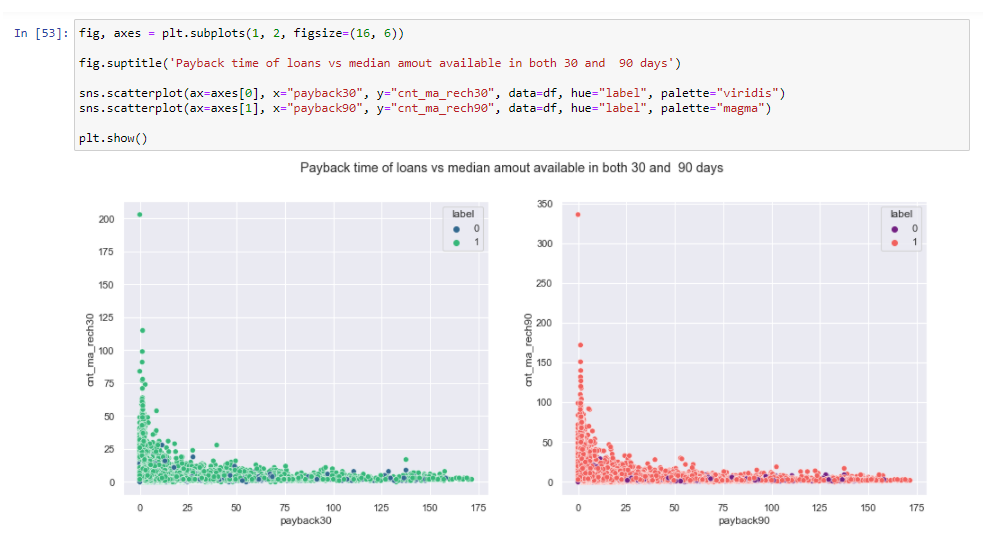 In [53]: fig, axes = plt.subplots(1, 2, figsize=(16, 6))
fig.suptitle('Payback time of loans vs median amout available in both 30 and  90 days')
sns.scatterplot(ax=axes[0], x="payback30", y="cnt_ma_rech30", data=df, hue="label", palette="viridis")
sns.scatterplot(ax=axes[1], x="payback90", y="cnt_ma_rech90", data=df, hue="label", palette="magma")
plt.show()
Payback time of loans vs median amout available in both 30 and  90 days
cnt_ma_rech30
200
175
150
125
100
75
50
25
0
label
0
1
0 25 50 75 100 125 150 175
payback30
cnt_ma_rech90
350
300
250
200
150
100
50
0
label
0
1
0 25 50 75 100 125 150 175
payback90